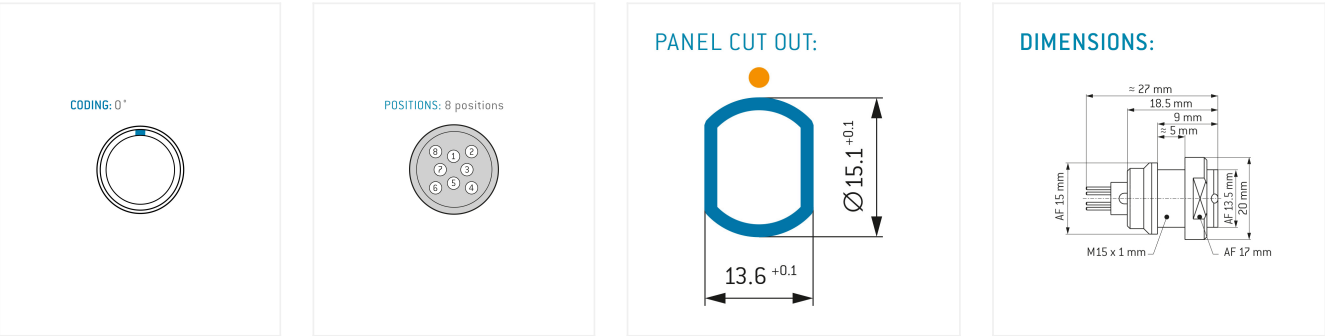 CODING: 0°
POSITIONS: 8 positions
8
1
2
7
3
6
5
4
PANEL CUT OUT:
Ø15.1 +0.1
13.6 +0.1
DIMENSIONS:
≈ 27 mm
18.5 mm
9 mm
≈ 5 mm
AF 15 mm
AF 13.5 mm
20 mm
M15 x 1 mm
AF 17 mm